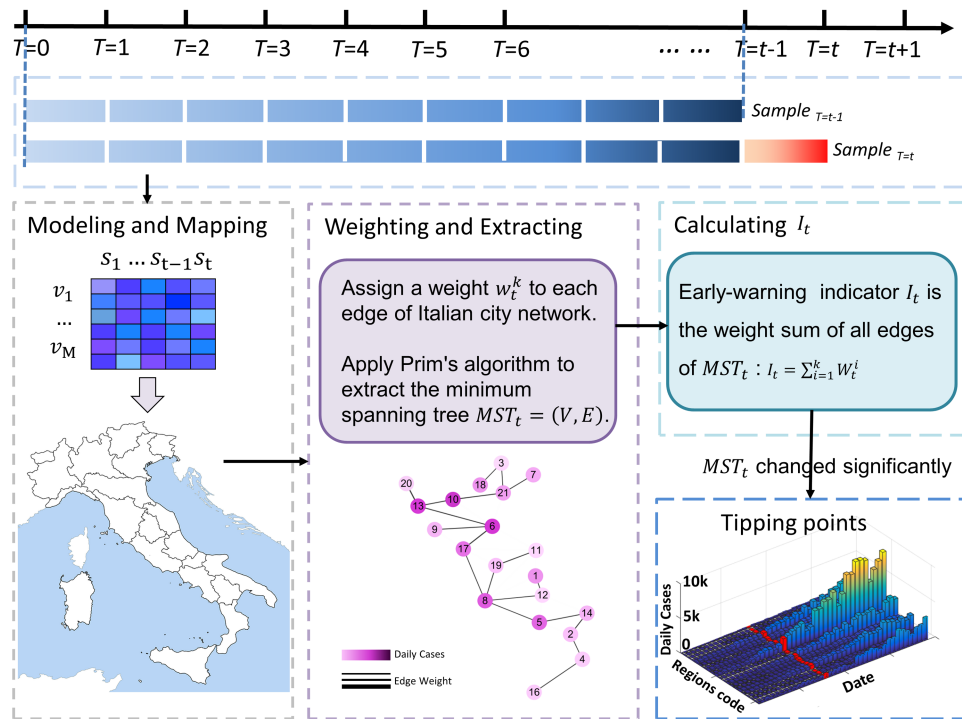 T=0 T=1 T=2 T=3 T=4 T=5 T=6 ... ... T=t-1 T=t T=t+1
Sample T=t-1
Sample T=t
Modeling and Mapping
s₁ ... sₜ₋₁ sₜ
v₁
...
v_M
Weighting and Extracting
Assign a weight w_t^k to each
edge of Italian city network.
Apply Prim's algorithm to
extract the minimum
spanning tree MST_t = (V, E).
3
7
20
18
21
10
13
9
6
17
11
19
1
8
12
14
5
2
4
16
Daily Cases
Edge Weight
Calculating I_t
Early-warning indicator I_t is
the weight sum of all edges
of MST_t : I_t = ∑_{i=1}^k W_t^i
MST_t changed significantly
Tipping points
10k
5k
0
Daily Cases
Regions code
Date